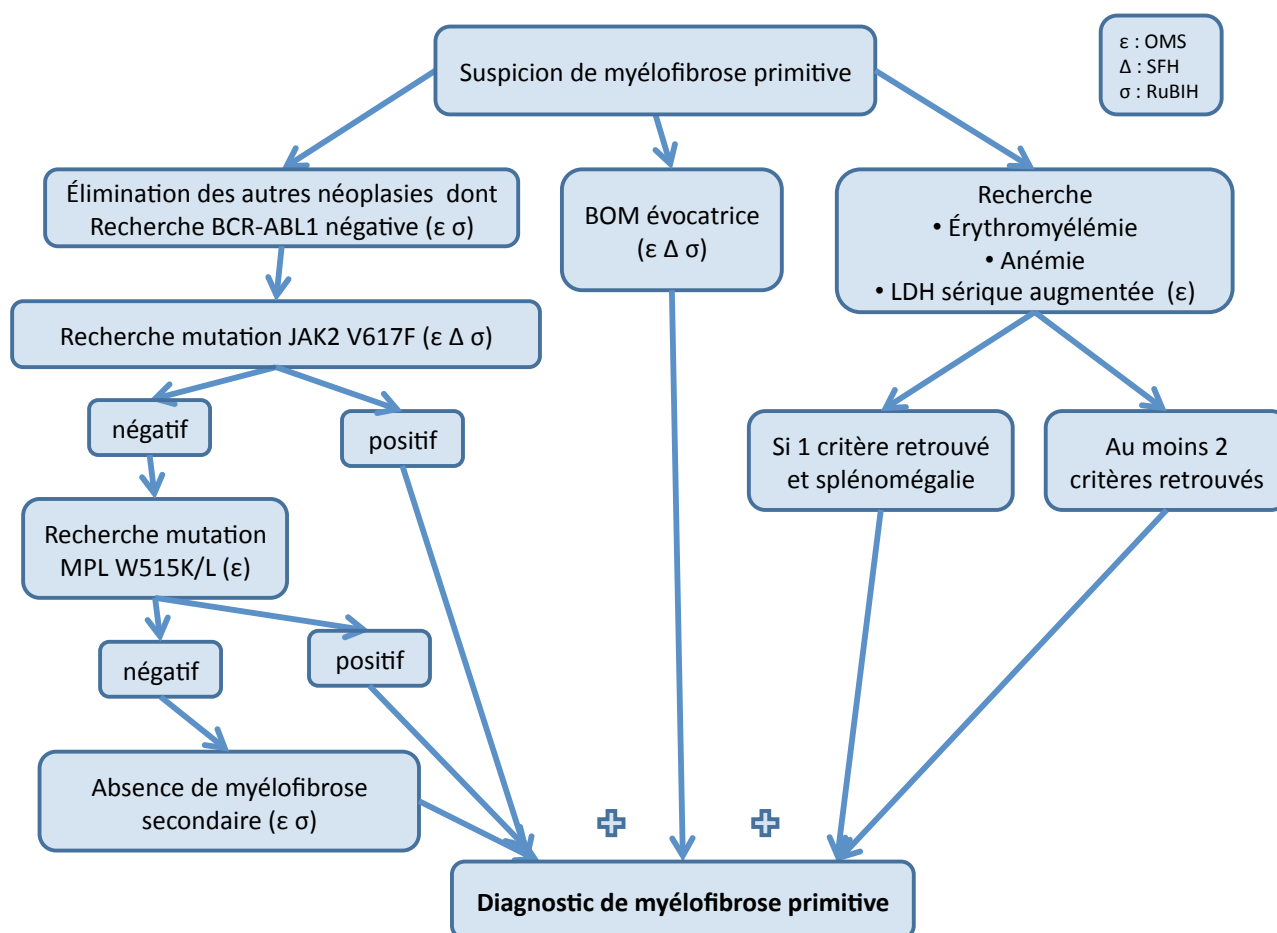 Suspicion de myélofibrose primitive
ε : OMS
Δ : SFH
σ : RuBIH
Élimination des autres néoplasies dont
Recherche BCR-ABL1 négative (ε σ)
BOM évocatrice
(ε Δ σ)
Recherche
• Érythromyélémie
• Anémie
• LDH sérique augmentée (ε)
Recherche mutation JAK2 V617F (ε Δ σ)
négatif
positif
Si 1 critère retrouvé
et splénomégalie
Au moins 2
critères retrouvés
Recherche mutation
MPL W515K/L (ε)
négatif
positif
Absence de myélofibrose
secondaire (ε σ)
Diagnostic de myélofibrose primitive